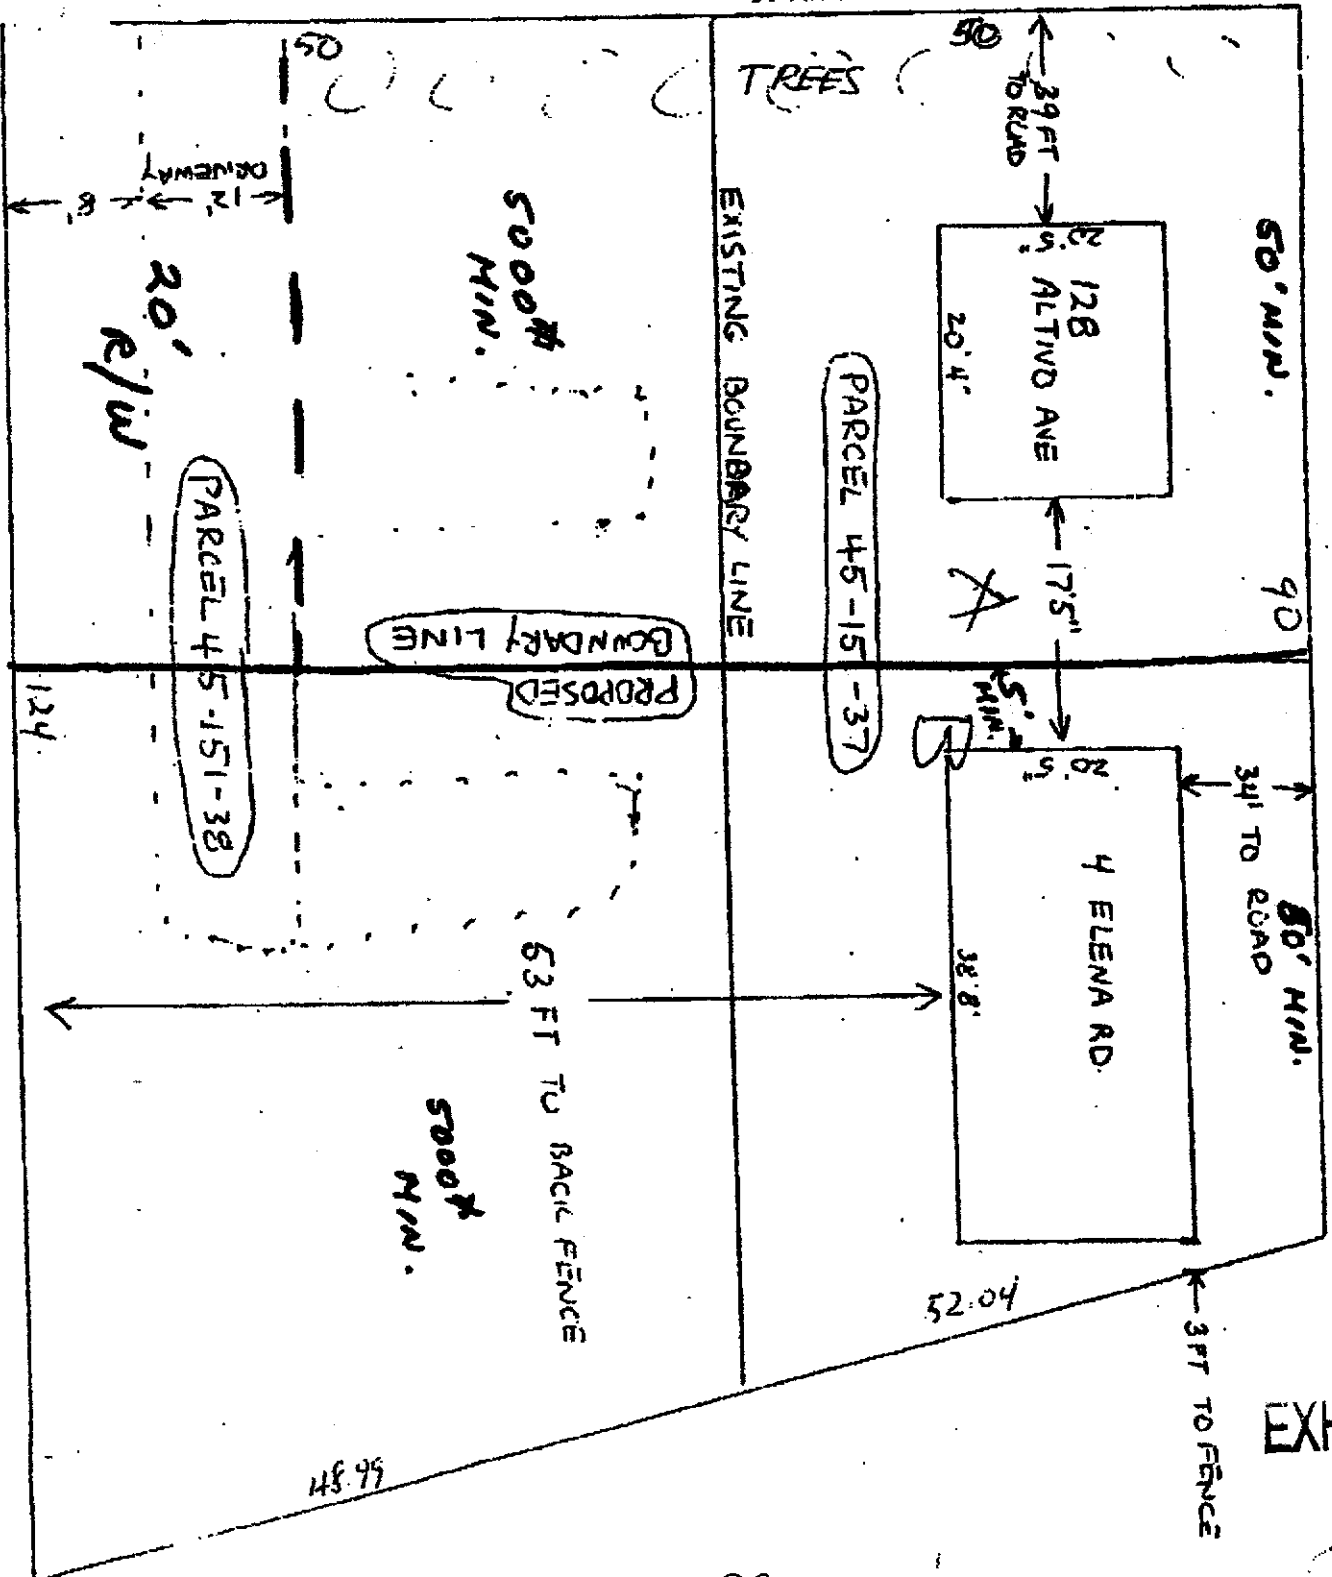 50
50
TREES
39 FT
TO ROAD
50' MIN.
DRIVEWAY
12'
8'
20'
R/W
5000#
MIN.
EXISTING BOUNBARY LINE
23' 5"
128
ALTIVO AVE
20'4"
PARCEL 45-15-37
17'5"
90
A
PARCEL 45-151-38
PROPOSED
BOUNDARY LINE
124
5'
MIN.
B
20' 5"
34' TO ROAD
80' MIN.
4 ELENA RD.
38'8'
63 FT TO BACK FENCE
5000#
MIN.
52.04
48.99
3 FT TO FENCE
EXH